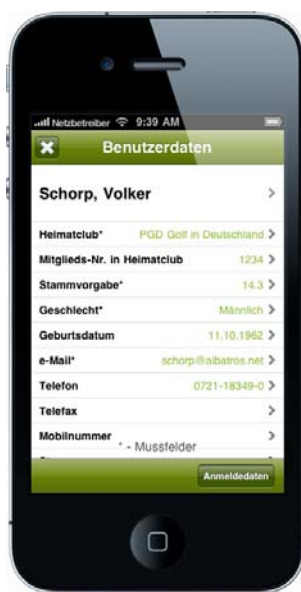 Netzbetreiber 9:39 AM
Benutzerdaten
Schorp, Volker
Heimatclub* PGD Golf in Deutschland
Mitglieds-Nr. in Heimatclub 1234
Stammvorgabe* 14.3
Geschlecht* Männlich
Geburtsdatum 11.10.1962
e-Mail* schorp@albatros.net
Telefon 0721-18349-0
Telefax
Mobilnummer
* - Mussfelder
Anmeldedaten